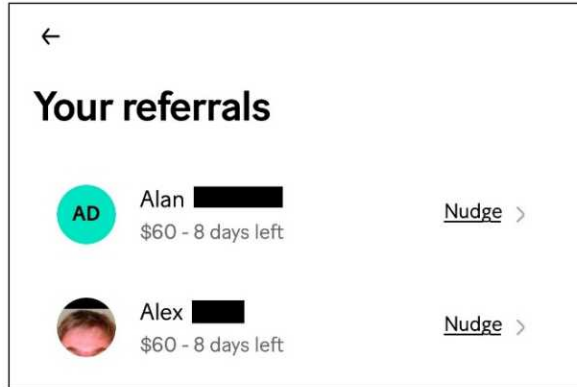 Your referrals
AD
Alan
$60 - 8 days left
Nudge
Alex
$60 - 8 days left
Nudge